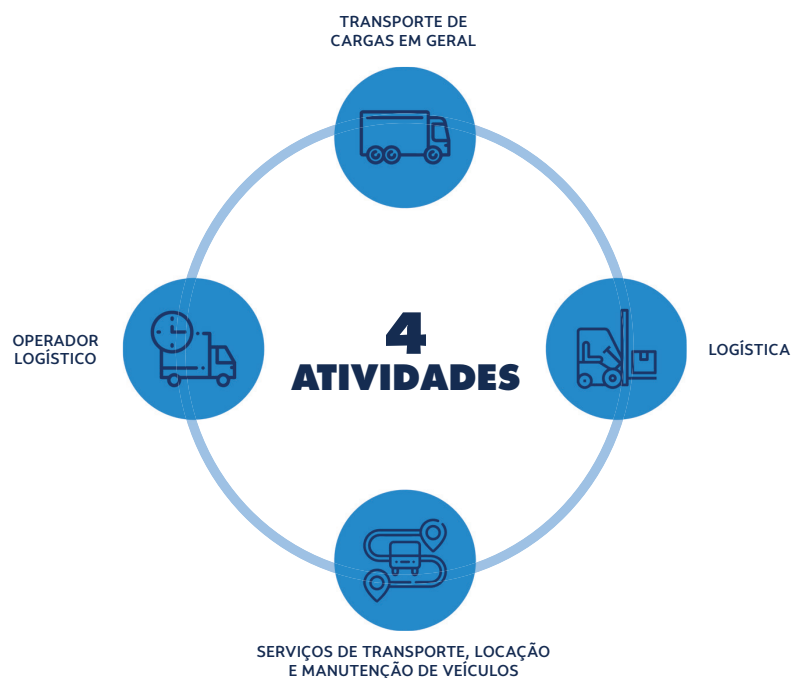 TRANSPORTE DE
CARGAS EM GERAL
OPERADOR
LOGÍSTICO
4
ATIVIDADES
LOGÍSTICA
SERVIÇOS DE TRANSPORTE, LOCAÇÃO
E MANUTENÇÃO DE VEÍCULOS